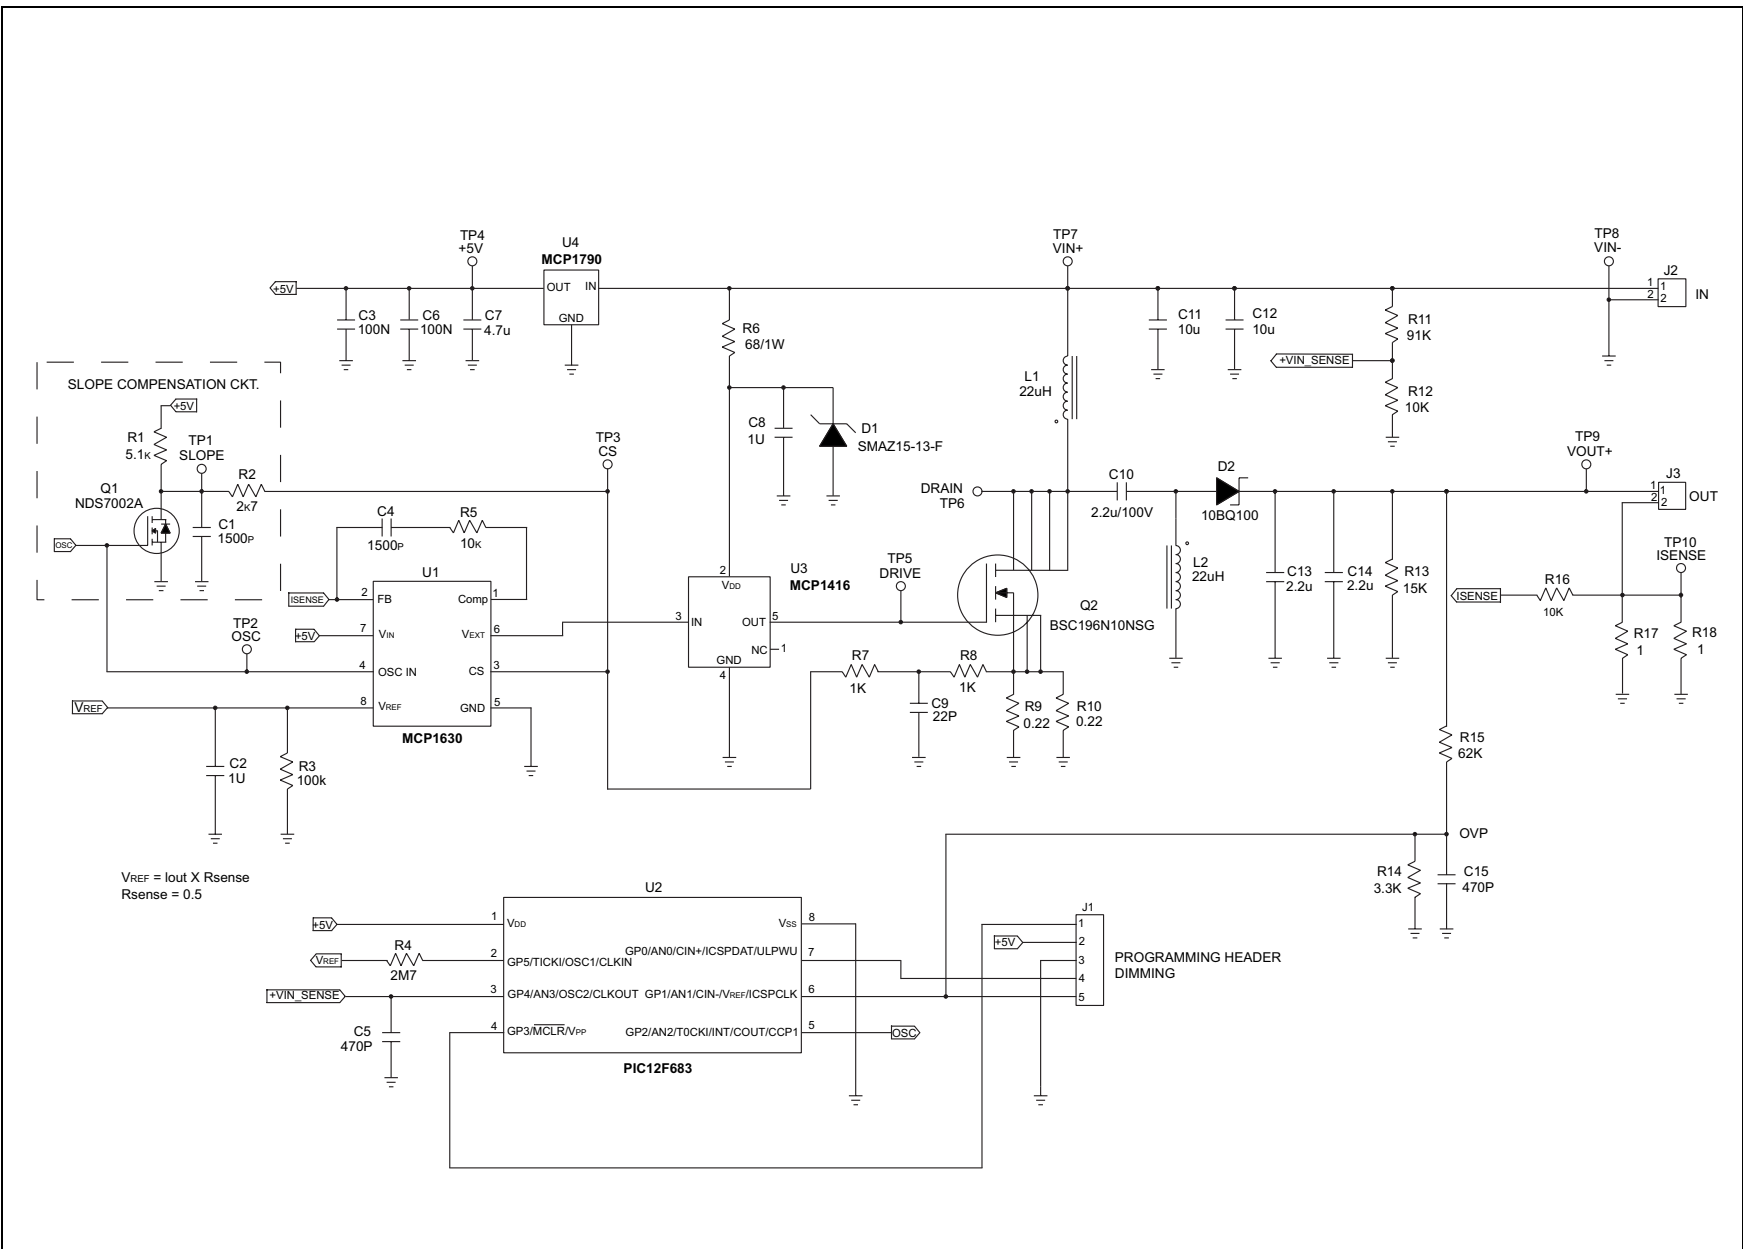 TP4
+5V
U4
MCP1790
OUT
IN
GND
+5V
C3
100N
C6
100N
C7
4.7u
TP7
VIN+
TP8
VIN-
J2
1
2
1
2
IN
R6
68/1W
C11
10u
C12
10u
R11
91K
+VIN_SENSE
R12
10K
L1
22uH
SLOPE COMPENSATION CKT.
+5V
R1
5.1K
TP1
SLOPE
R2
2K7
Q1
NDS7002A
C1
1500P
OSC
TP3
CS
C8
1U
D1
SMAZ15-13-F
DRAIN
TP6
C10
2.2u/100V
D2
10BQ100
TP9
VOUT+
J3
1
2
1
2
OUT
C4
1500P
R5
10K
U1
ISENSE
2
FB
Comp
1
+5V
7
VIN
VEXT
6
TP2
OSC
4
OSC IN
CS
3
VREF
8
VREF
GND
5
MCP1630
2
VDD
U3
MCP1416
3
IN
OUT
5
NC
1
GND
4
TP5
DRIVE
Q2
BSC196N10NSG
L2
22uH
C13
2.2u
C14
2.2u
R13
15K
ISENSE
R16
10K
TP10
ISENSE
R17
1
R18
1
R7
1K
R8
1K
C9
22P
R9
0.22
R10
0.22
C2
1U
R3
100k
R15
62K
OVP
R14
3.3K
C15
470P
VREF = Iout X Rsense
Rsense = 0.5
U2
+5V
1
VDD
VSS
8
VREF
R4
2M7
2
GP5/TICKI/OSC1/CLKIN
GP0/AN0/CIN+/ICSPDAT/ULPWU
7
+VIN_SENSE
3
GP4/AN3/OSC2/CLKOUT
GP1/AN1/CIN-/VREF/ICSPCLK
6
C5
470P
4
GP3/MCLR/VPP
GP2/AN2/T0CKI/INT/COUT/CCP1
5
OSC
PIC12F683
J1
1
+5V
2
3
4
5
PROGRAMMING HEADER
DIMMING